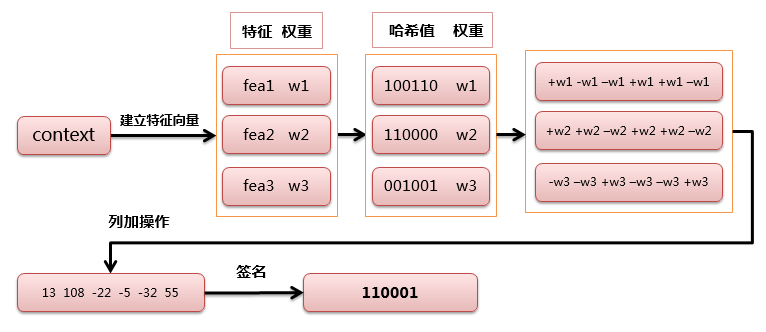 特征 权重
哈希值 权重
fea1 w1
100110 w1
+w1 -w1 –w1 +w1 +w1 –w1
context
建立特征向量
fea2 w2
110000 w2
+w2 +w2 –w2 +w2 +w2 –w2
fea3 w3
001001 w3
-w3 –w3 +w3 –w3 –w3 +w3
列加操作
13 108 -22 -5 -32 55
签名
110001